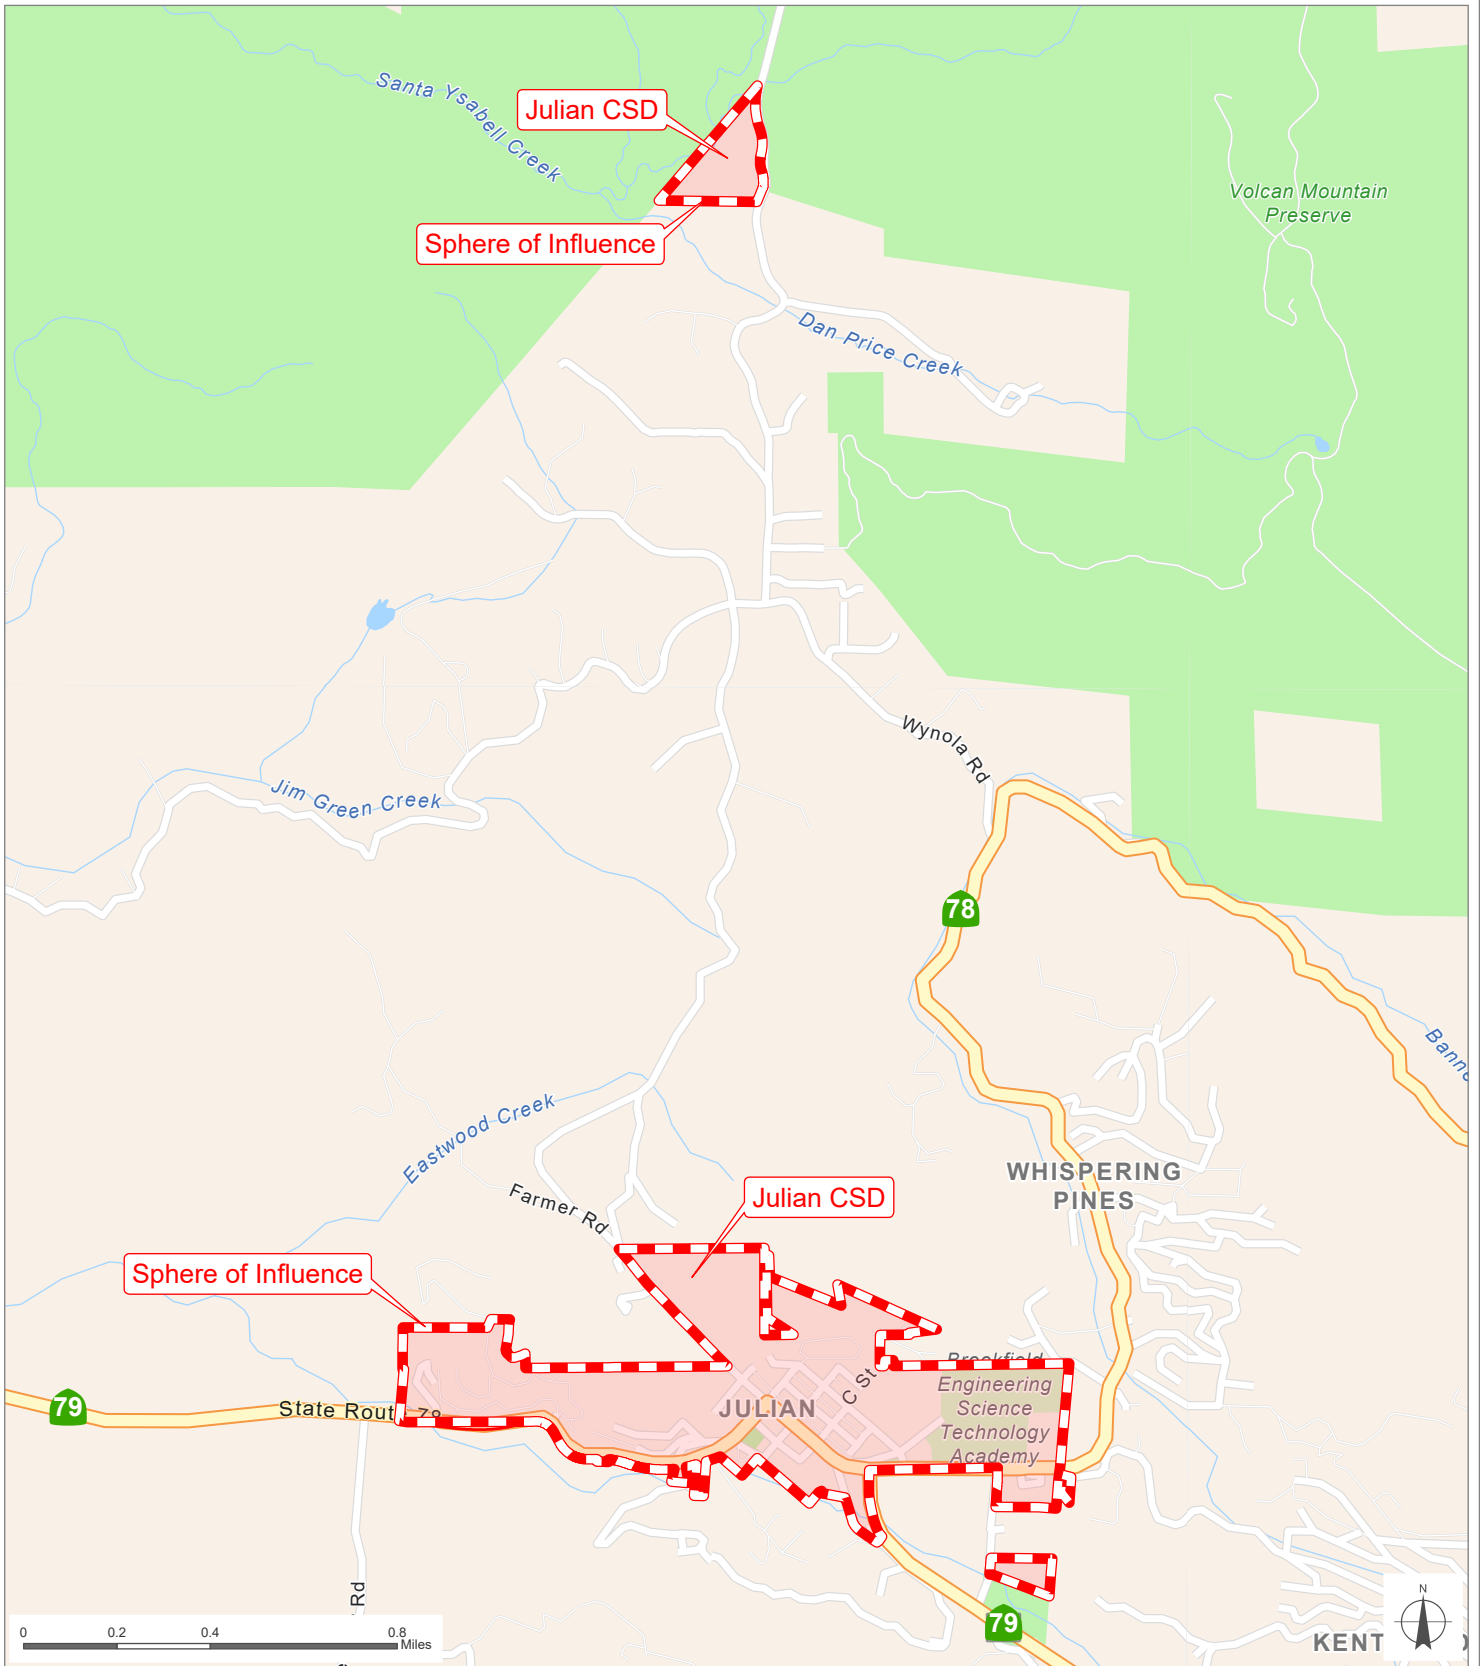 Santa Ysabell Creek
Julian CSD
Volcan Mountain
Preserve
Sphere of Influence
Dan Price Creek
Wynola Rd
Jim Green Creek
78
Eastwood Creek
WHISPERING
PINES
Farmer Rd
Julian CSD
Sphere of Influence
Brookfield
Engineering
Science
Technology
Academy
C St
JULIAN
79
State Route 78
Rd
79
N
0 0.2 0.4 0.8
Miles